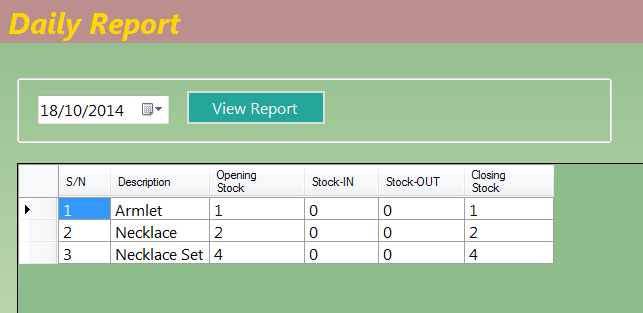 Daily Report
18/10/2014 View Report
S/N Description Opening Stock Stock-IN Stock-OUT Closing Stock
1 Armlet 1 0 0 1
2 Necklace 2 0 0 2
3 Necklace Set 4 0 0 4